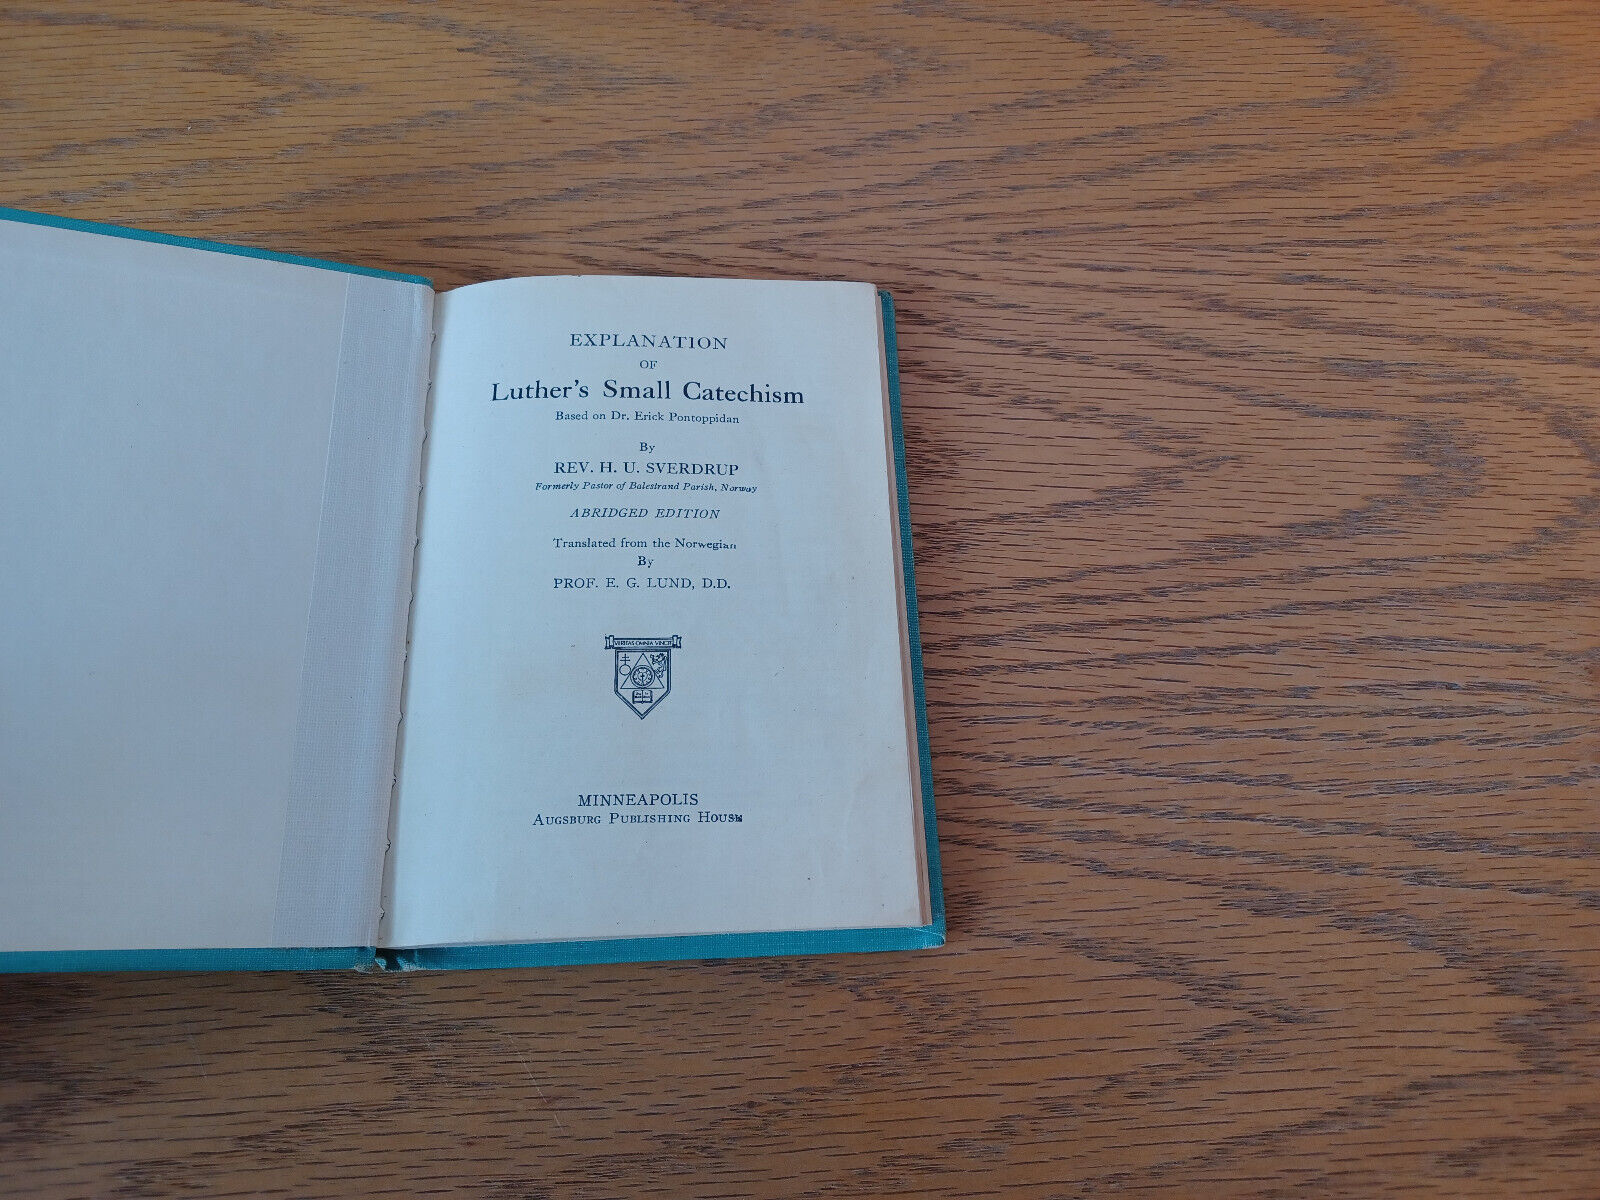 EXPLANATION
OF
Luther's Small Catechism
Based on Dr. Erick Pontoppidan
By
REV. H. U. SVERDRUP
Formerly Pastor of Balestrand Parish, Norway
ABRIDGED EDITION
Translated from the Norwegian
By
PROF. E. G. LUND, D.D.
VERITAS OMNIA VINCIT
MINNEAPOLIS
AUGSBURG PUBLISHING HOUSE